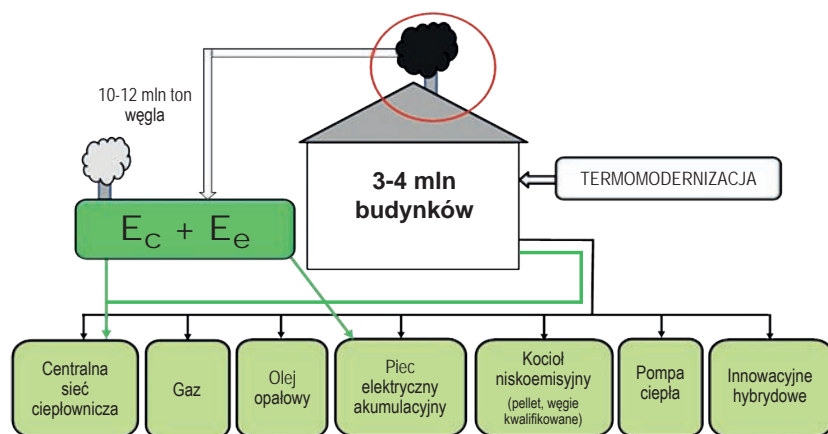 10-12 mln ton
węgla
3-4 mln
budynków
TERMOMODERNIZACJA
Ec + Ee
Centralna
sieć
ciepłownicza
Gaz
Olej
opałowy
Piec
elektryczny
akumulacyjny
Kocioł
niskoemisyjny
(pellet, węgie
kwalifikowane)
Pompa
ciepła
Innowacyjne
hybrydowe